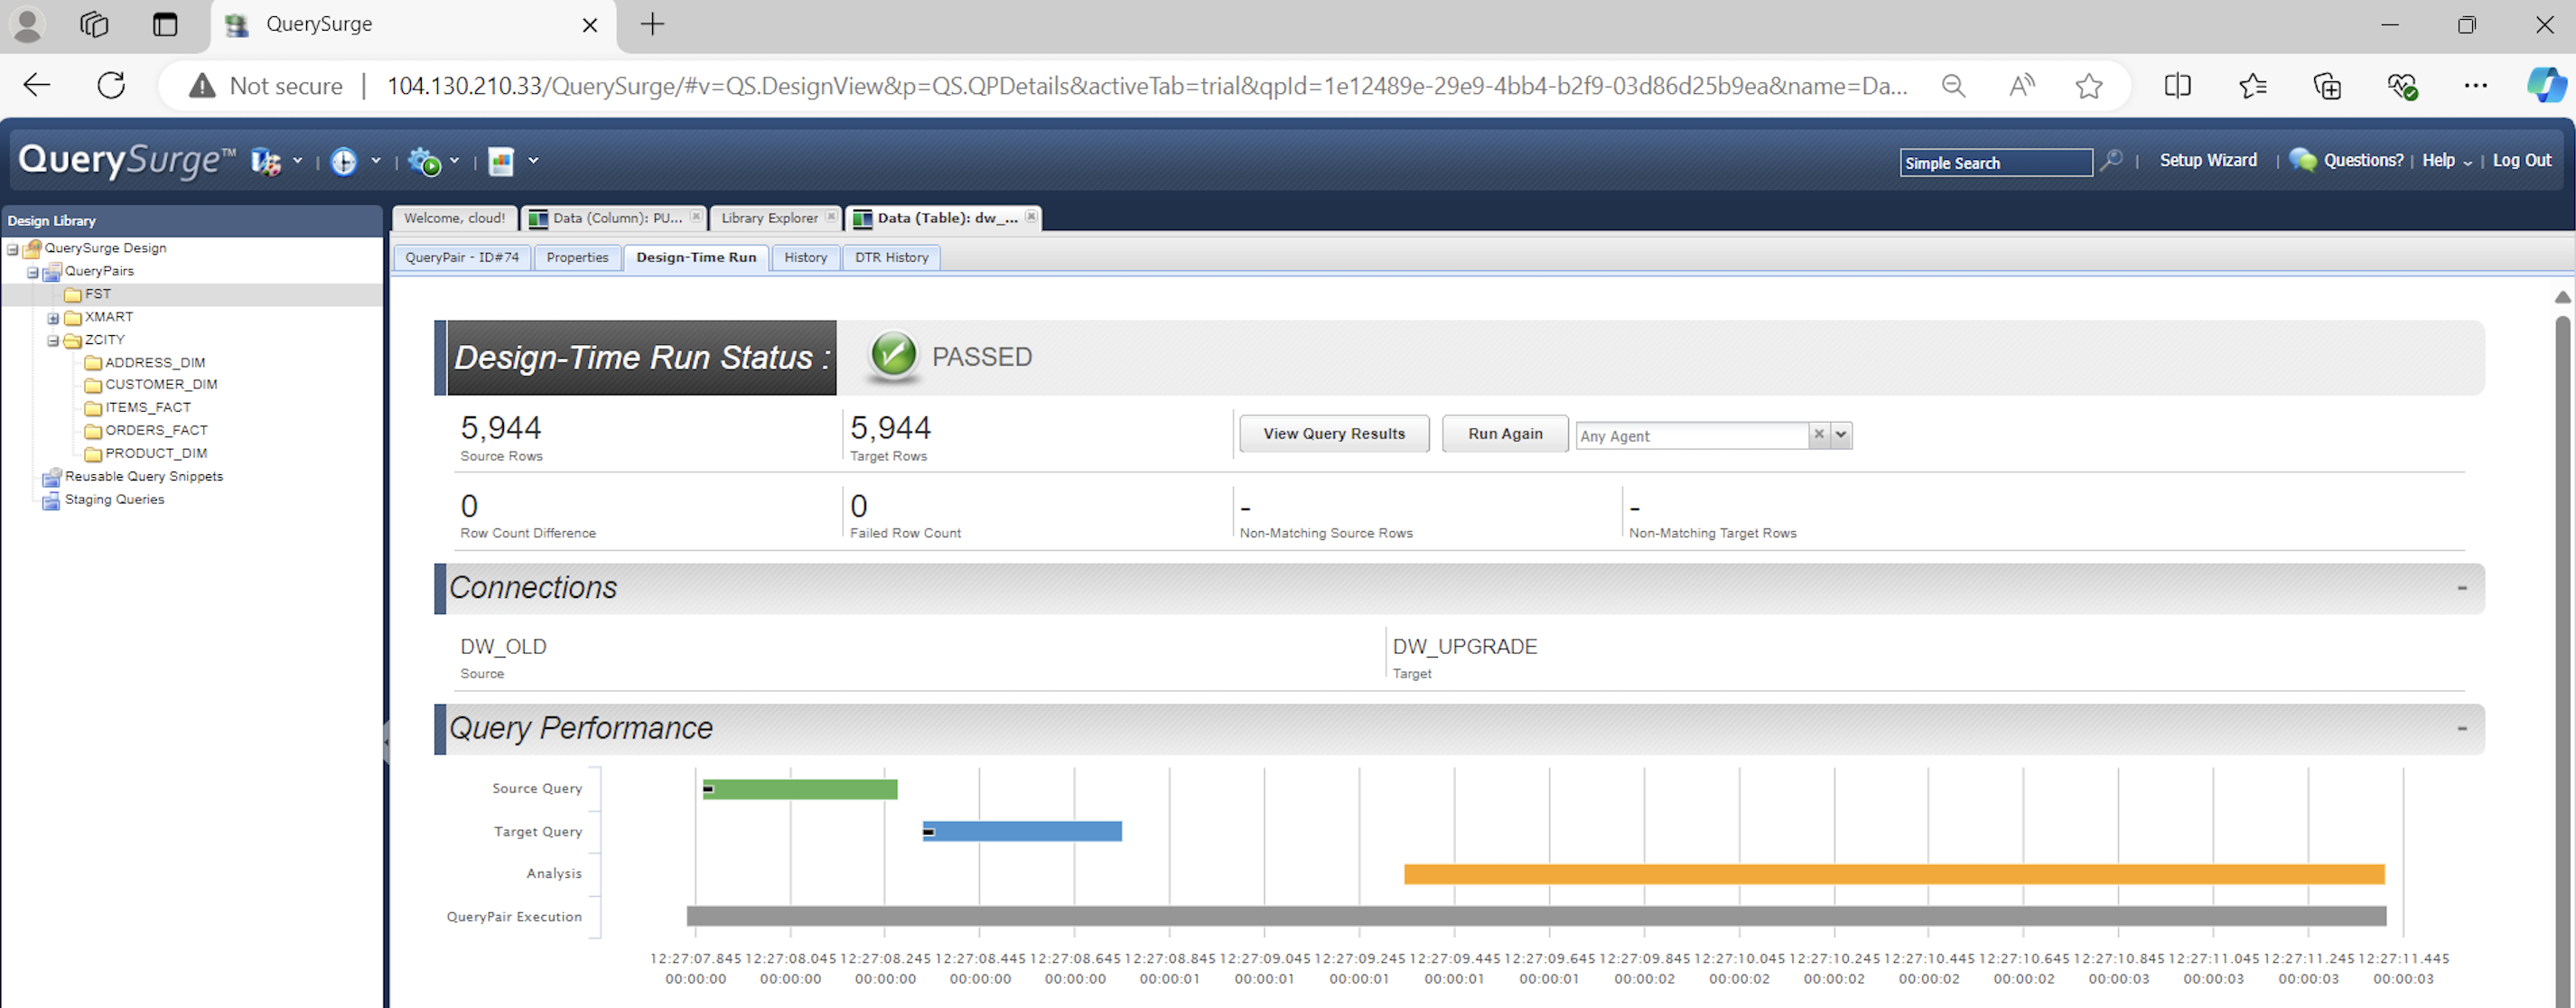 QuerySurge
Not secure | 104.130.210.33/QuerySurge/#v=QS.DesignView&p=QS.QPDetails&activeTab=trial&qpId=1e12489e-29e9-4bb4-b2f9-03d86d25b9ea&name=Da...
QuerySurge™
Simple Search
Setup Wizard | Questions? | Help | Log Out
Design Library
QuerySurge Design
QueryPairs
FST
XMART
ZCITY
ADDRESS_DIM
CUSTOMER_DIM
ITEMS_FACT
ORDERS_FACT
PRODUCT_DIM
Reusable Query Snippets
Staging Queries
Welcome, cloud! Data (Column): PU... Library Explorer Data (Table): dw_...
QueryPair - ID#74 Properties Design-Time Run History DTR History
Design-Time Run Status : PASSED
5,944 5,944 View Query Results Run Again Any Agent
Source Rows Target Rows
0 0 - -
Row Count Difference Failed Row Count Non-Matching Source Rows Non-Matching Target Rows
Connections -
DW_OLD DW_UPGRADE
Source Target
Query Performance -
Source Query
Target Query
Analysis
QueryPair Execution
12:27:07.845 12:27:08.045 12:27:08.245 12:27:08.445 12:27:08.645 12:27:08.845 12:27:09.045 12:27:09.245 12:27:09.445 12:27:09.645 12:27:09.845 12:27:10.045 12:27:10.245 12:27:10.445 12:27:10.645 12:27:10.845 12:27:11.045 12:27:11.245 12:27:11.445
00:00:00 00:00:00 00:00:00 00:00:00 00:00:00 00:00:01 00:00:01 00:00:01 00:00:01 00:00:01 00:00:02 00:00:02 00:00:02 00:00:02 00:00:02 00:00:03 00:00:03 00:00:03 00:00:03